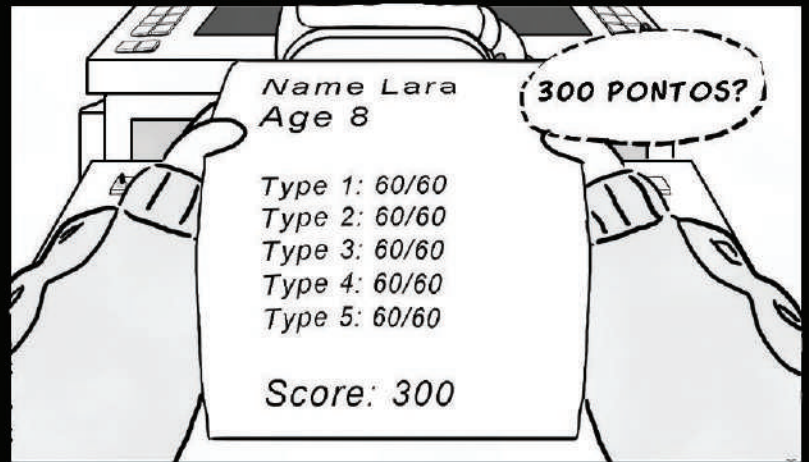 Name Lara
Age 8
300 PONTOS?
Type 1: 60/60
Type 2: 60/60
Type 3: 60/60
Type 4: 60/60
Type 5: 60/60
Score: 300